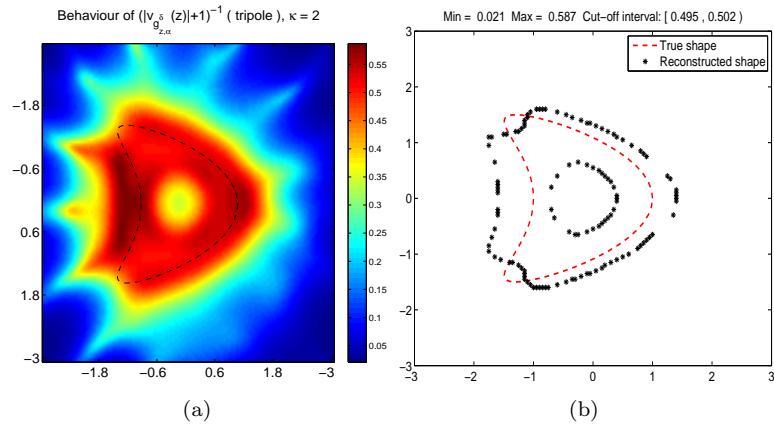 Behaviour of (|v_{g_{z,α}^δ}(z)|+1)^{-1} ( tripole ), κ = 2
−1.8
−0.6
0.6
1.8
−3
−1.8 −0.6 0.6 1.8 −3
0.55
0.5
0.45
0.4
0.35
0.3
0.25
0.2
0.15
0.1
0.05
(a)
Min = 0.021 Max = 0.587 Cut-off interval: [ 0.495 , 0.502 )
True shape
Reconstructed shape
3
2
1
0
−1
−2
−3
−3 −2 −1 0 1 2 3
(b)